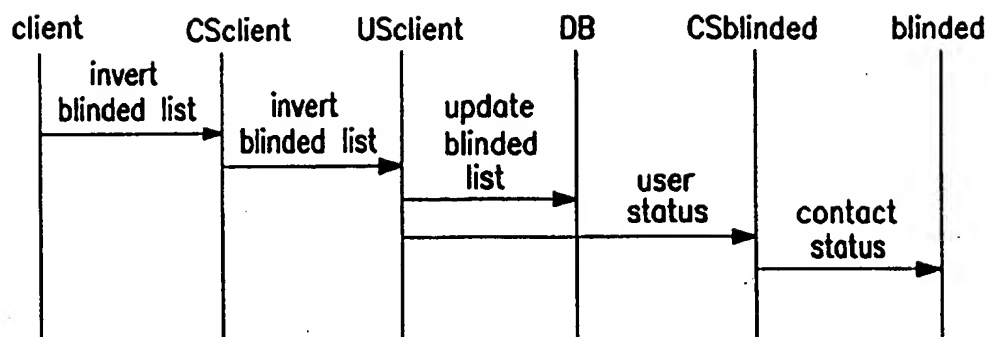 client CSclient USclient DB CSblinded blinded
invert
blinded list
invert
blinded list
update
blinded
list
user
status
contact
status